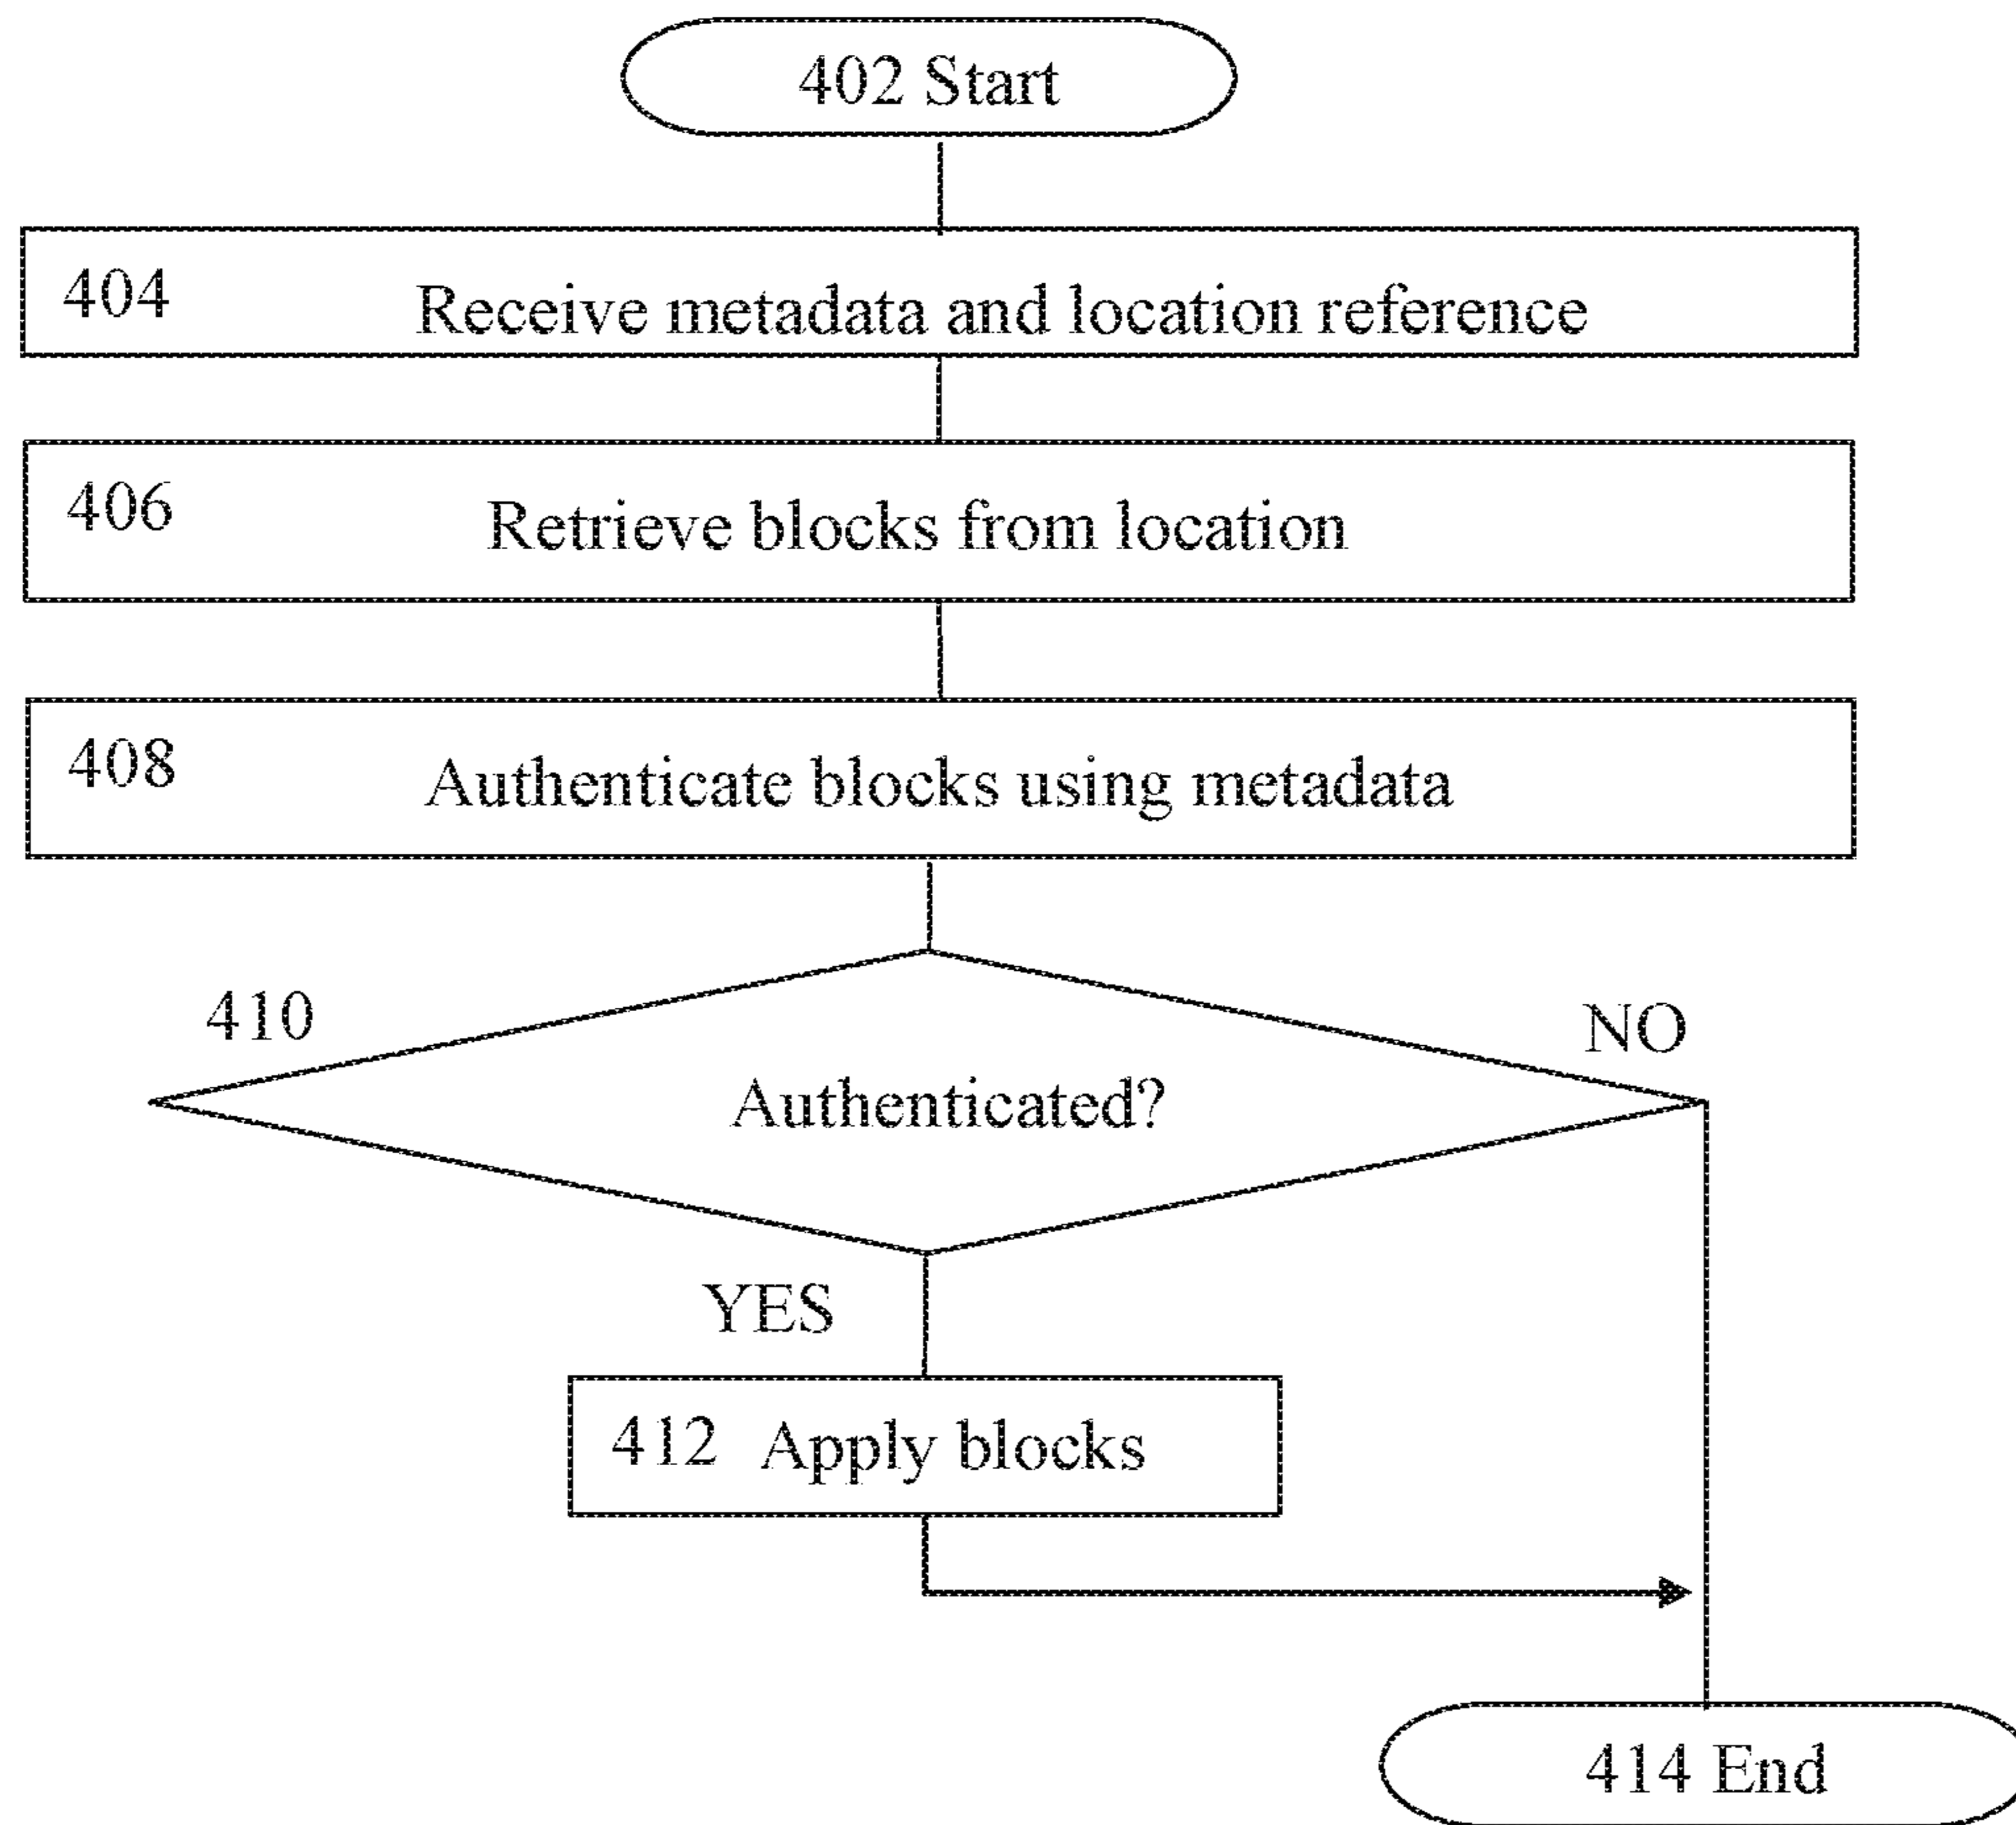 402 Start
404 Receive metadata and location reference
406 Retrieve blocks from location
408 Authenticate blocks using metadata
410
NO
Authenticated?
YES
412 Apply blocks
414 End